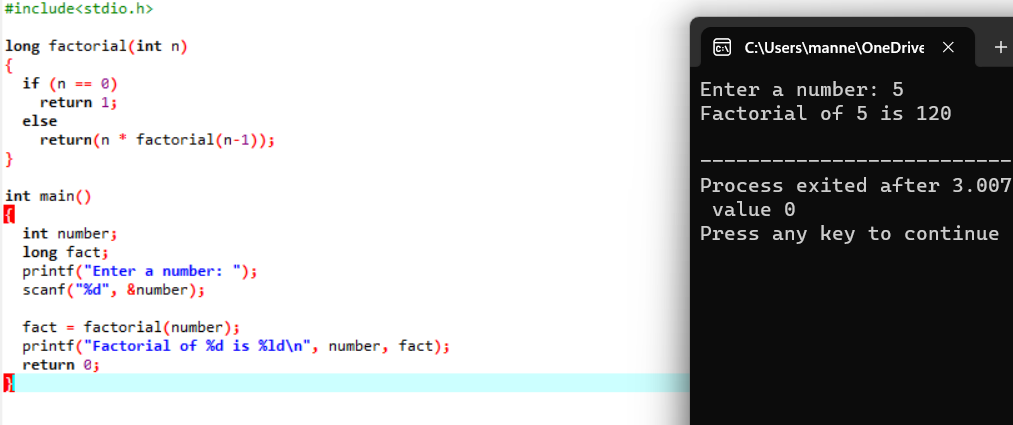 #include<stdio.h>

long factorial(int n)
{
  if (n == 0)
    return 1;
  else
    return(n * factorial(n-1));
}

int main()
{
  int number;
  long fact;
  printf("Enter a number: ");
  scanf("%d", &number);

  fact = factorial(number);
  printf("Factorial of %d is %ld\n", number, fact);
  return 0;
}
C:\Users\manne\OneDrive
Enter a number: 5
Factorial of 5 is 120

--------------------------
Process exited after 3.007
 value 0
Press any key to continue